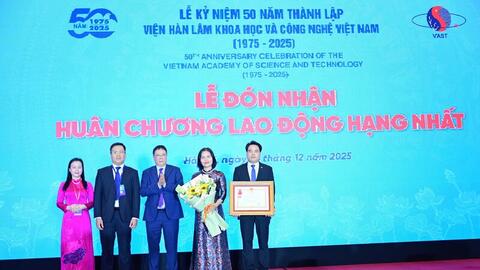 50 1975 2025
LỄ KỶ NIỆM 50 NĂM THÀNH LẬP
VIỆN HÀN LÂM KHOA HỌC VÀ CÔNG NGHỆ VIỆT NAM
(1975 - 2025)
50TH ANNIVERSARY CELEBRATION OF THE
VIETNAM ACADEMY OF SCIENCE AND TECHNOLOGY
(1975 - 2025)
VAST
LỄ ĐÓN NHẬN
HUÂN CHƯƠNG LAO ĐỘNG HẠNG NHẤT
ngày tháng 12 năm 2025